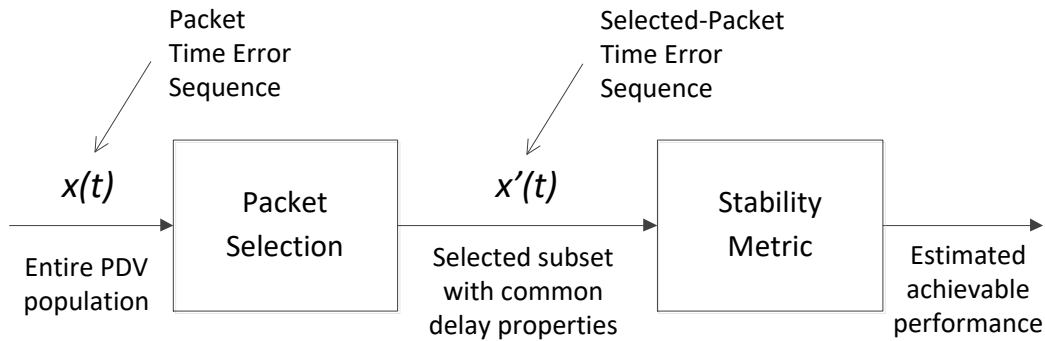 Packet
Time Error
Sequence
Selected-Packet
Time Error
Sequence
x(t)
Packet
Selection
x’(t)
Stability
Metric
Entire PDV
population
Selected subset
with common
delay properties
Estimated
achievable
performance